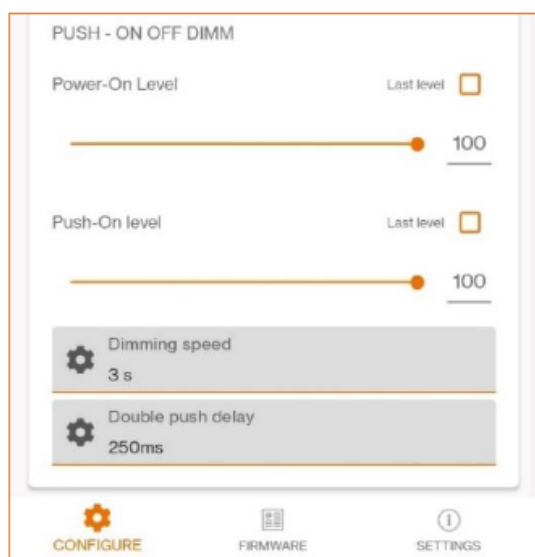 PUSH - ON OFF DIMM
Power-On Level Last level
100
Push-On level Last level
100
Dimming speed
3 s
Double push delay
250ms
CONFIGURE FIRMWARE SETTINGS